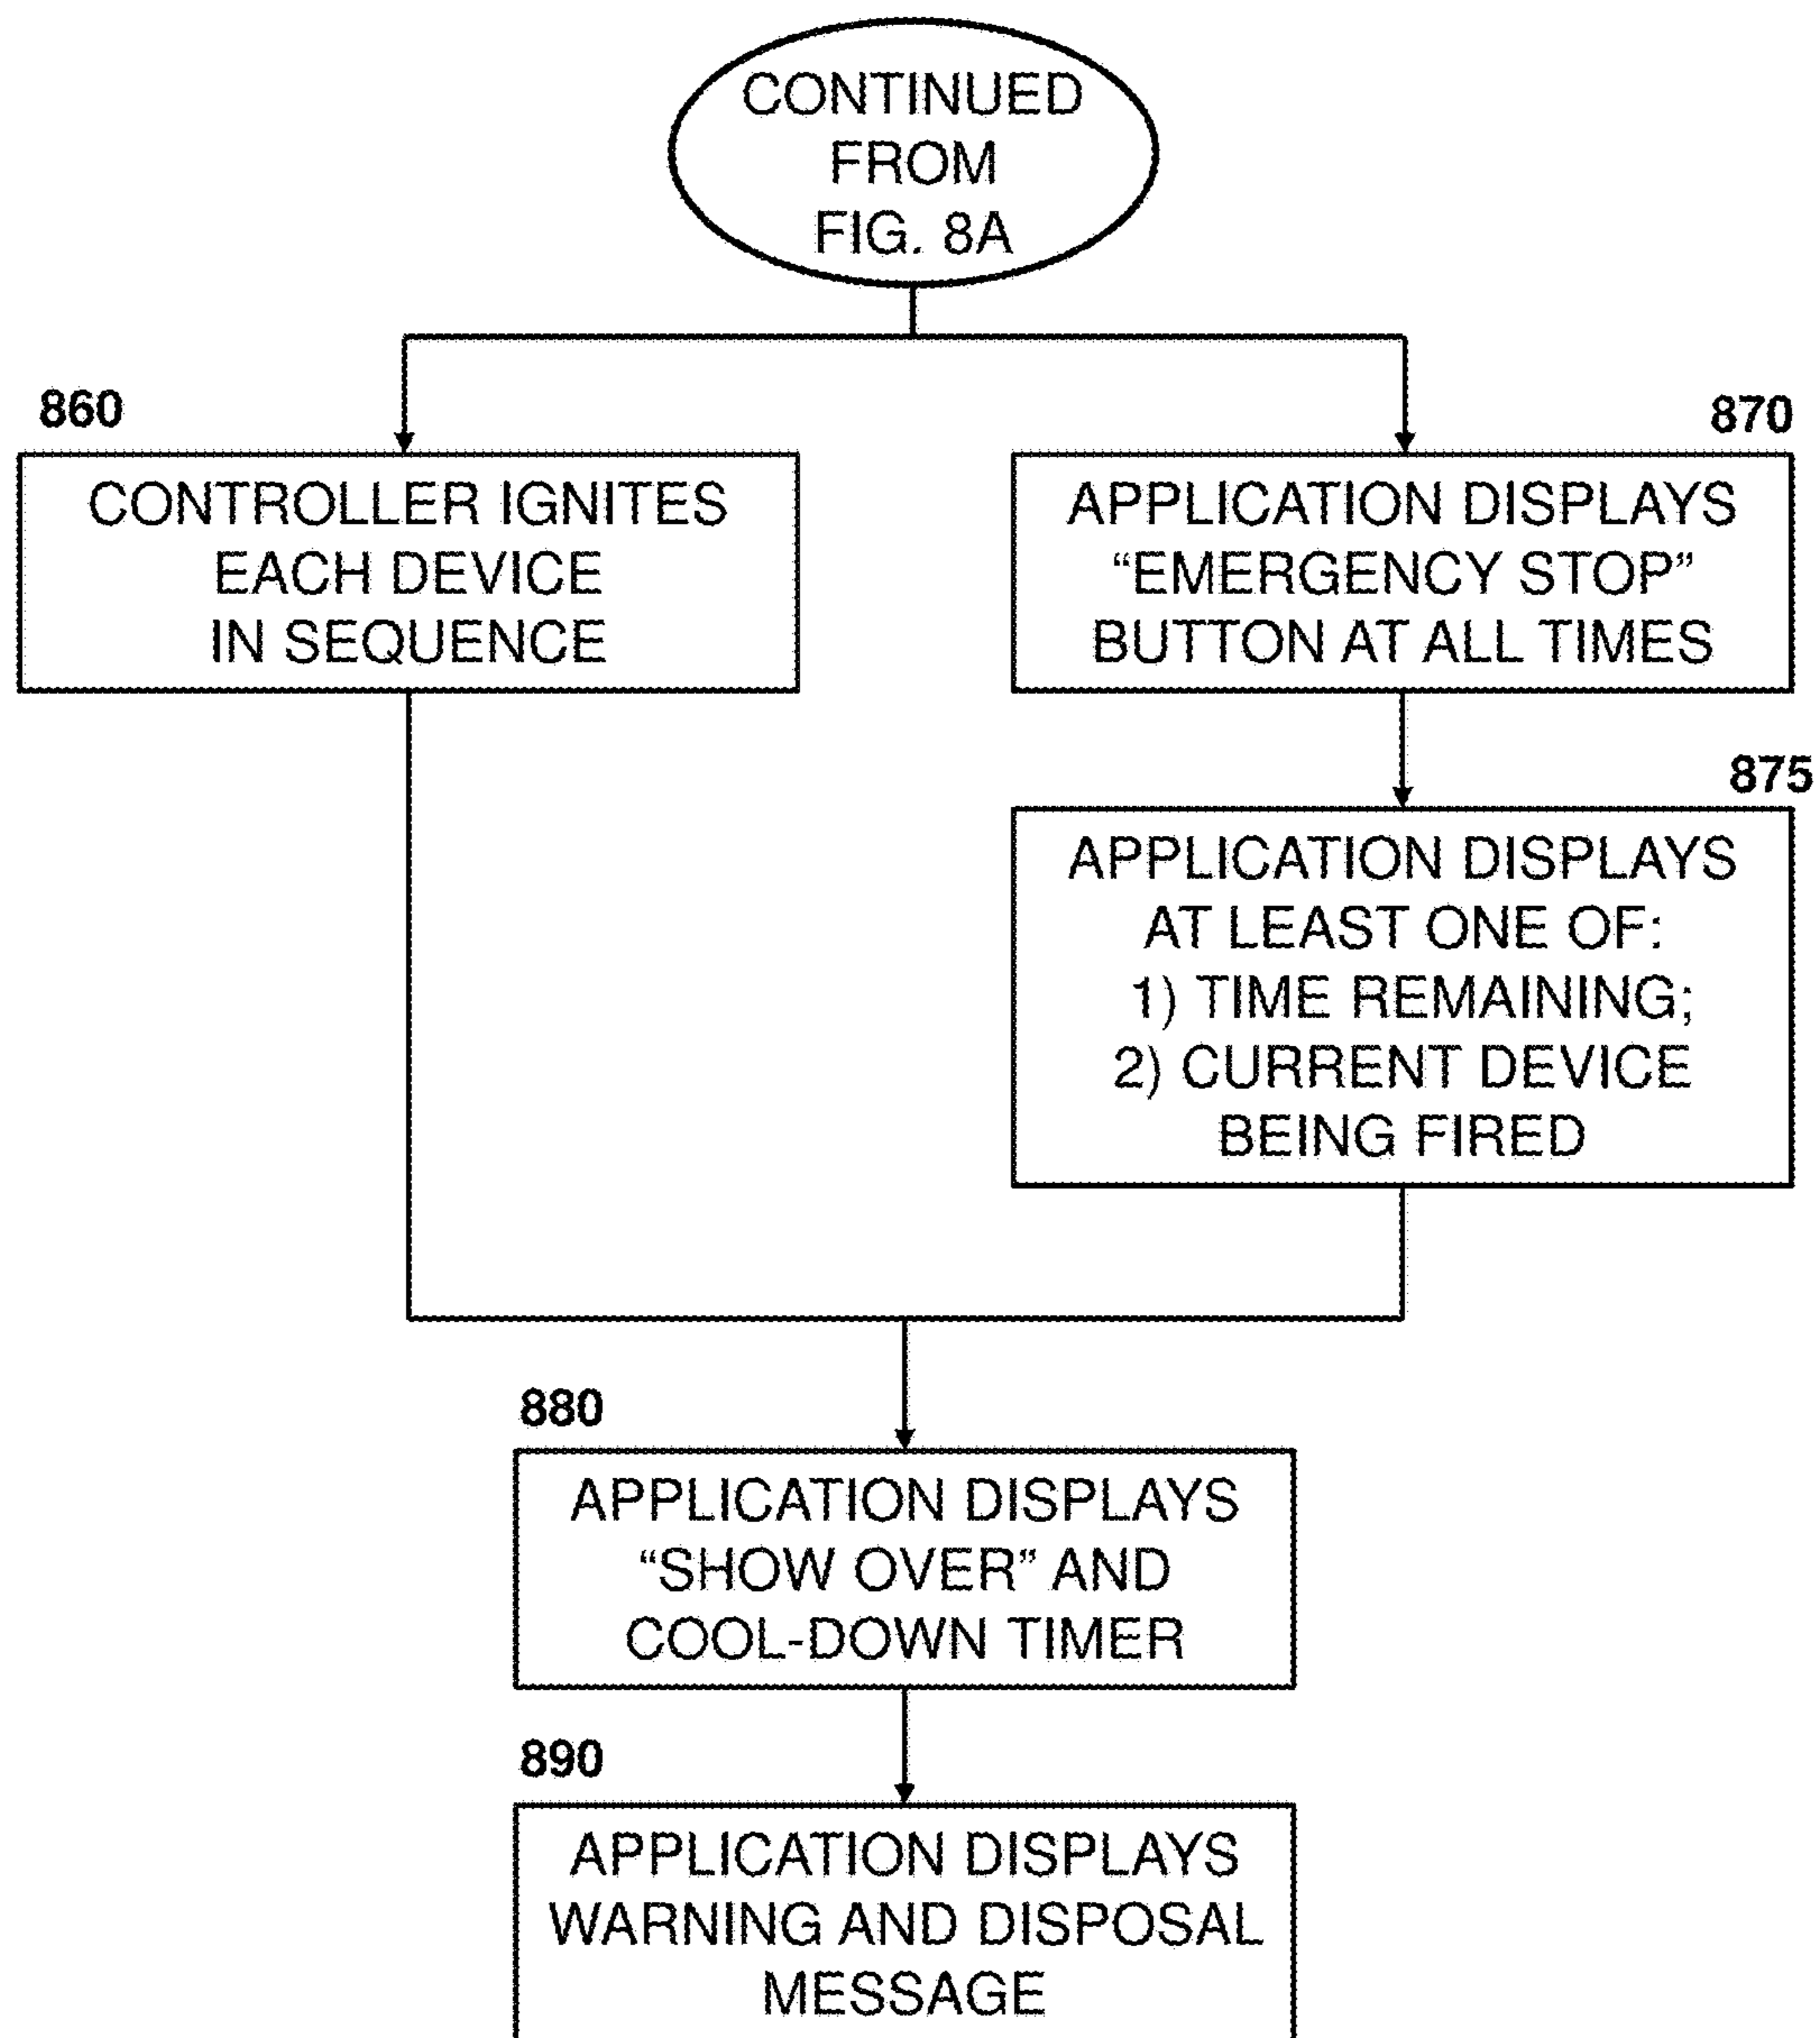 CONTINUED
FROM
FIG. 8A
860
CONTROLLER IGNITES
EACH DEVICE
IN SEQUENCE
870
APPLICATION DISPLAYS
“EMERGENCY STOP”
BUTTON AT ALL TIMES
875
APPLICATION DISPLAYS
AT LEAST ONE OF:
1) TIME REMAINING;
2) CURRENT DEVICE
BEING FIRED
880
APPLICATION DISPLAYS
“SHOW OVER” AND
COOL-DOWN TIMER
890
APPLICATION DISPLAYS
WARNING AND DISPOSAL
MESSAGE